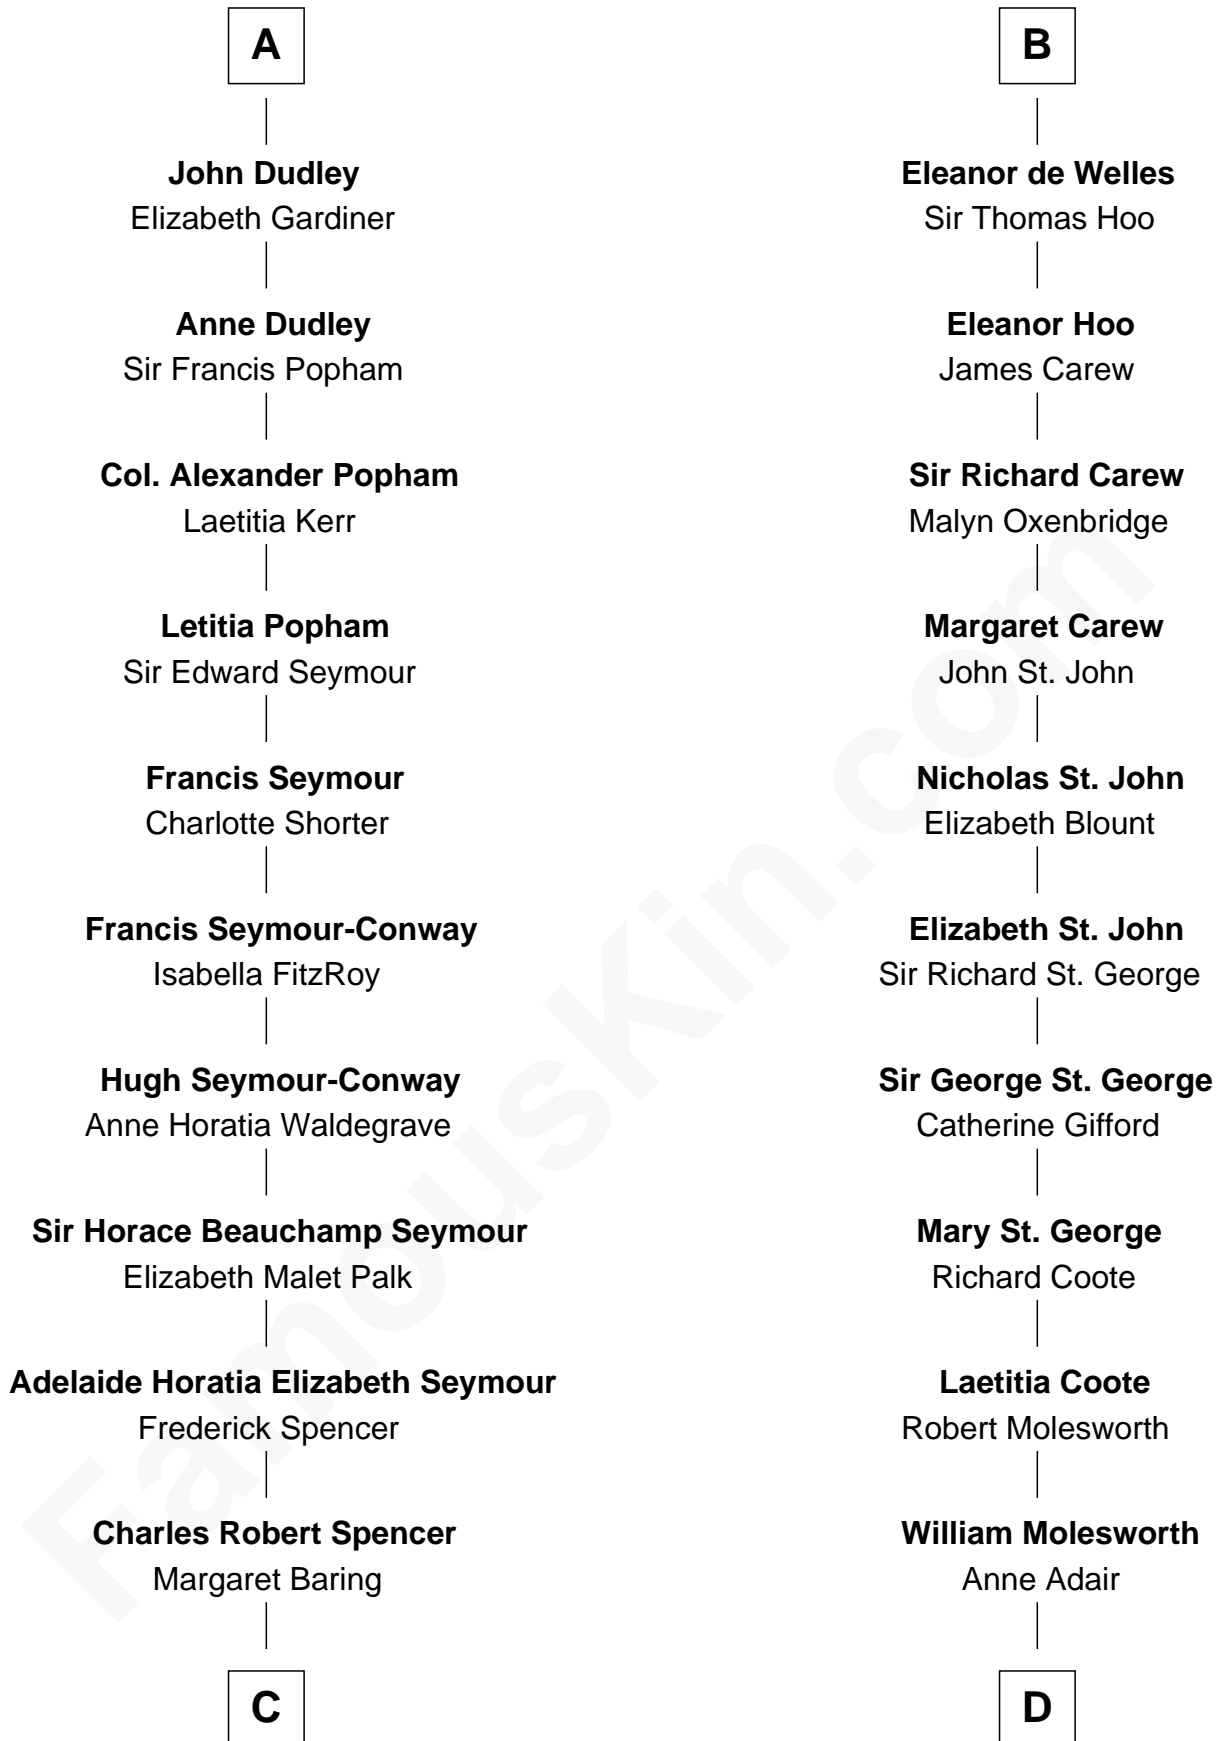 A
John Dudley
Elizabeth Gardiner
Anne Dudley
Sir Francis Popham
Col. Alexander Popham
Laetitia Kerr
Letitia Popham
Sir Edward Seymour
Francis Seymour
Charlotte Shorter
Francis Seymour-Conway
Isabella FitzRoy
Hugh Seymour-Conway
Anne Horatia Waldegrave
Sir Horace Beauchamp Seymour
Elizabeth Malet Palk
Adelaide Horatia Elizabeth Seymour
Frederick Spencer
Charles Robert Spencer
Margaret Baring
C
B
Eleanor de Welles
Sir Thomas Hoo
Eleanor Hoo
James Carew
Sir Richard Carew
Malyn Oxenbridge
Margaret Carew
John St. John
Nicholas St. John
Elizabeth Blount
Elizabeth St. John
Sir Richard St. George
Sir George St. George
Catherine Gifford
Mary St. George
Richard Coote
Laetitia Coote
Robert Molesworth
William Molesworth
Anne Adair
D
FamousKin.com